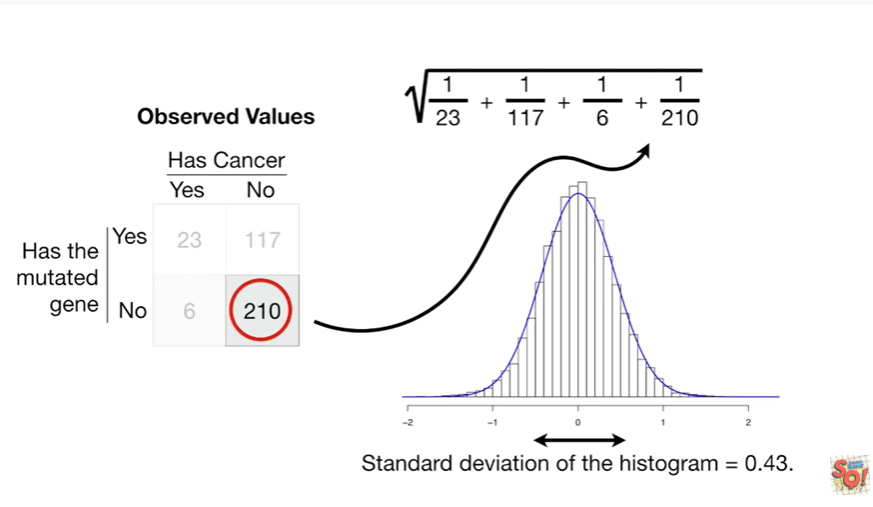 1 1 1 1
√ + + +
23 117 6 210
Observed Values
Has Cancer
Yes No
Has the
mutated
gene
Yes 23 117
No 6 210
-2 -1 0 1 2
Standard deviation of the histogram = 0.43.
SQ!